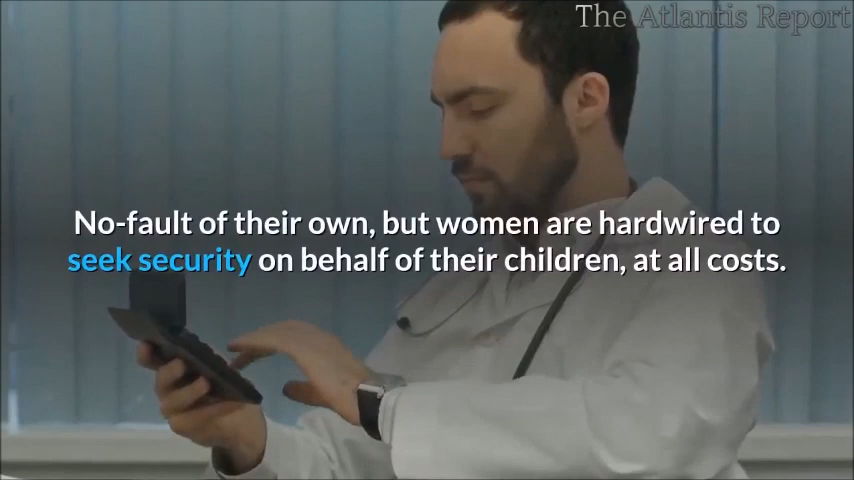 The Atlantis Report
No-fault of their own, but women are hardwired to
seek security on behalf of their children, at all costs.